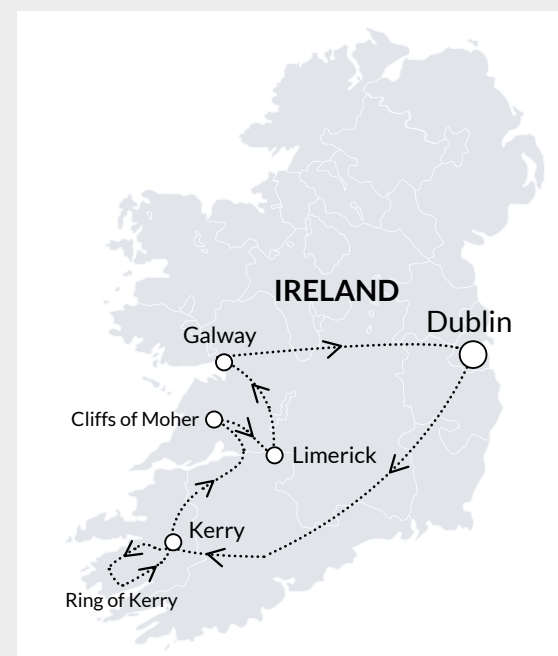 IRELAND
Dublin
Galway
Cliffs of Moher
Limerick
Kerry
Ring of Kerry